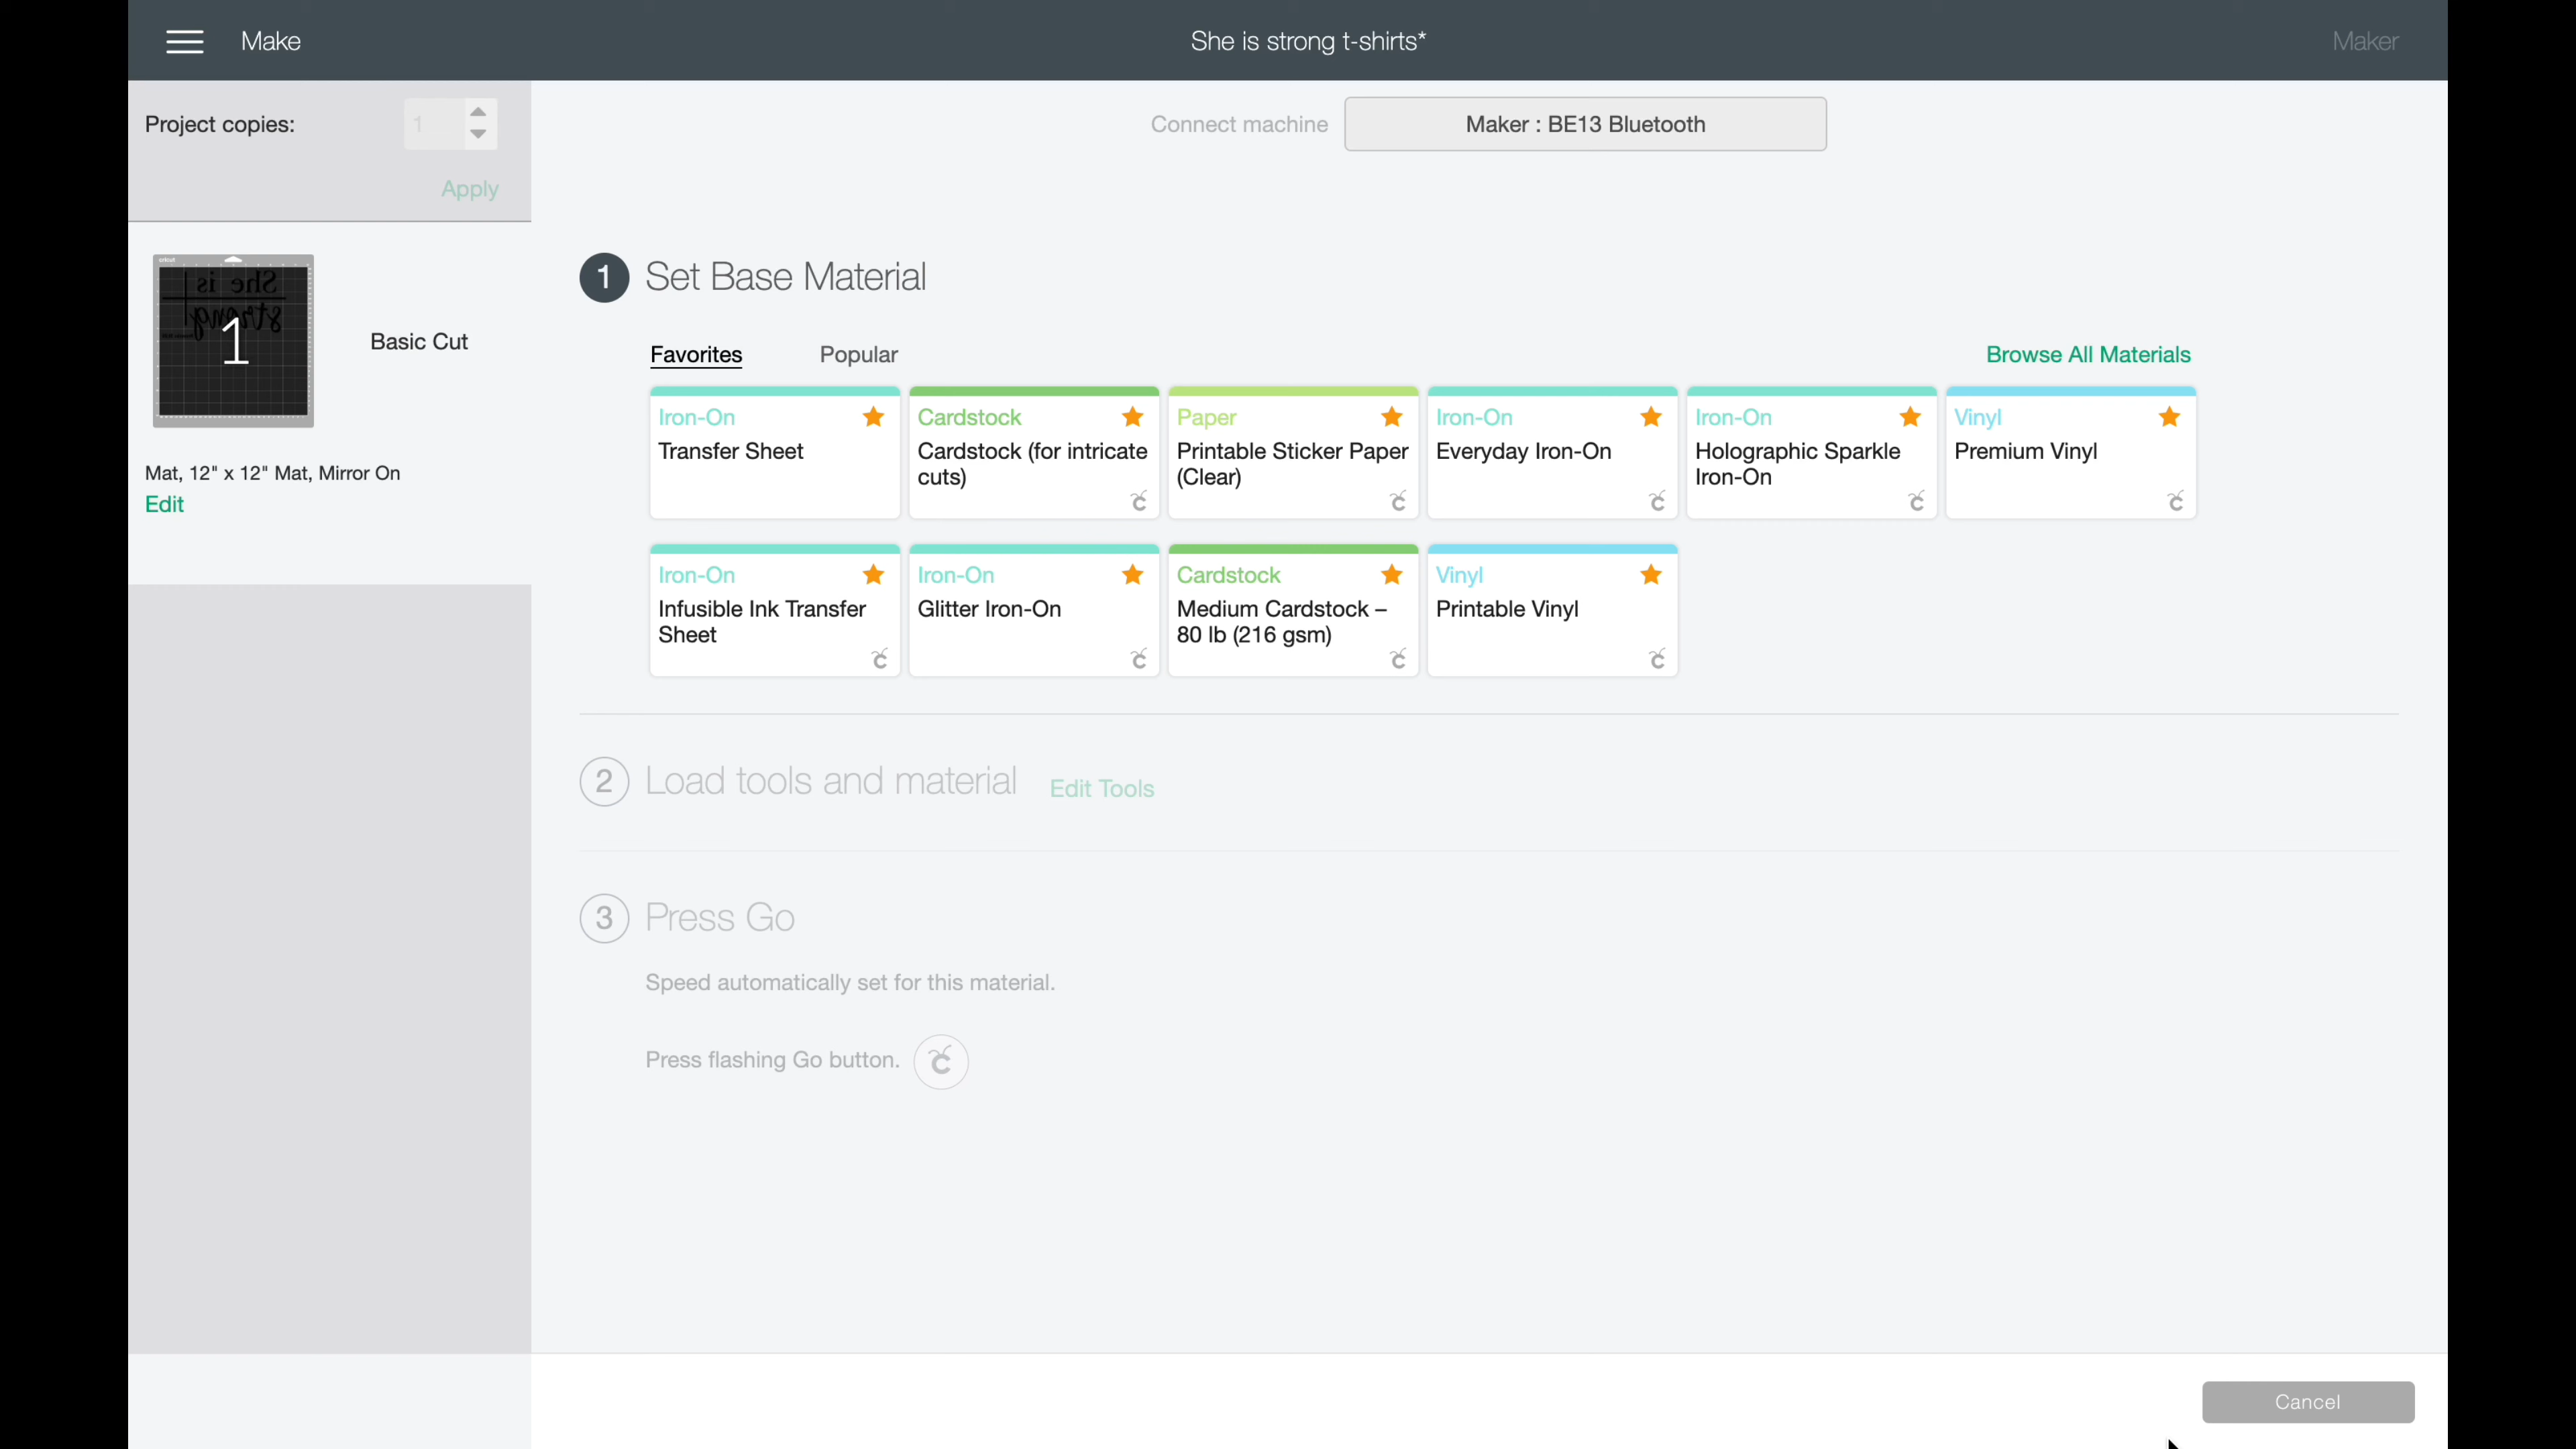 Make
She is strong t-shirts*
Maker
Project copies:
1
Apply
Connect machine
Maker : BE13 Bluetooth
cricut
She is
strong
1
Basic Cut
Mat, 12" x 12" Mat, Mirror On
Edit
1 Set Base Material
Favorites
Popular
Browse All Materials
Iron-On
Transfer Sheet
Cardstock
Cardstock (for intricate
cuts)
Paper
Printable Sticker Paper
(Clear)
Iron-On
Everyday Iron-On
Iron-On
Holographic Sparkle
Iron-On
Vinyl
Premium Vinyl
Iron-On
Infusible Ink Transfer
Sheet
Iron-On
Glitter Iron-On
Cardstock
Medium Cardstock –
80 lb (216 gsm)
Vinyl
Printable Vinyl
2 Load tools and material
Edit Tools
3 Press Go
Speed automatically set for this material.
Press flashing Go button.
Cancel